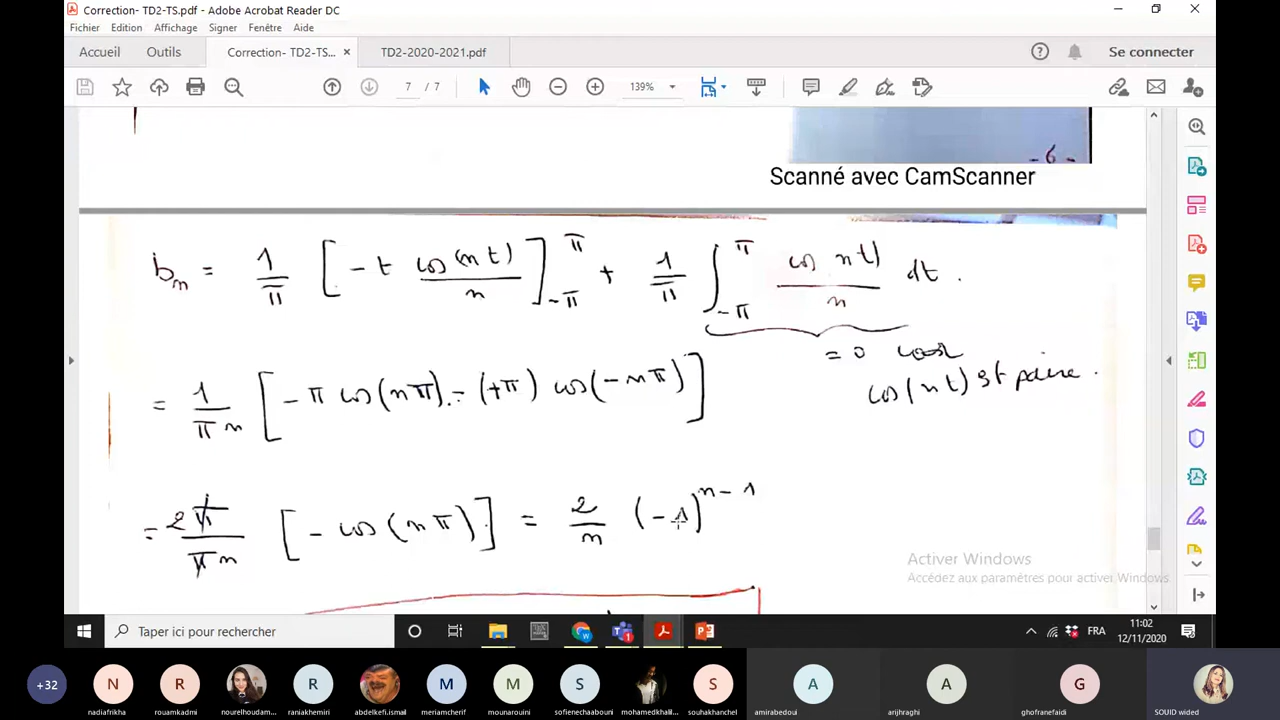 Correction- TD2-TS.pdf - Adobe Acrobat Reader DC
Fichier Edition Affichage Signer Fenêtre Aide
Accueil Outils Correction- TD2-TS... × TD2-2020-2021.pdf Se connecter
7 / 7 139%
- 6 -
Scanné avec CamScanner
bn = 1/π [ -t cos(nt)/n ]_{-π}^{π} + 1/π ∫_{-π}^{π} cos nt)/n dt .
= 0 car
cos(nt) est paire .
= 1/πn [ -π cos(nπ) - (+π) cos(-nπ) ]
= 2π/πn [ - cos(nπ) ] = 2/n (-1)^{n-1}
Activer Windows
Accédez aux paramètres pour activer Windows
Taper ici pour rechercher
FRA
11:02
12/11/2020
+32 N R R M M S S A A G
nadiafrikha rouamkadmi nourelhoudam... raniakhemiri abdelkefi.ismail meriamcherif mounarouini sofienechaabouni mohamedkhalil... souhakhanchel amirabedoui arijhraghi ghofranefaidi SOUID wided